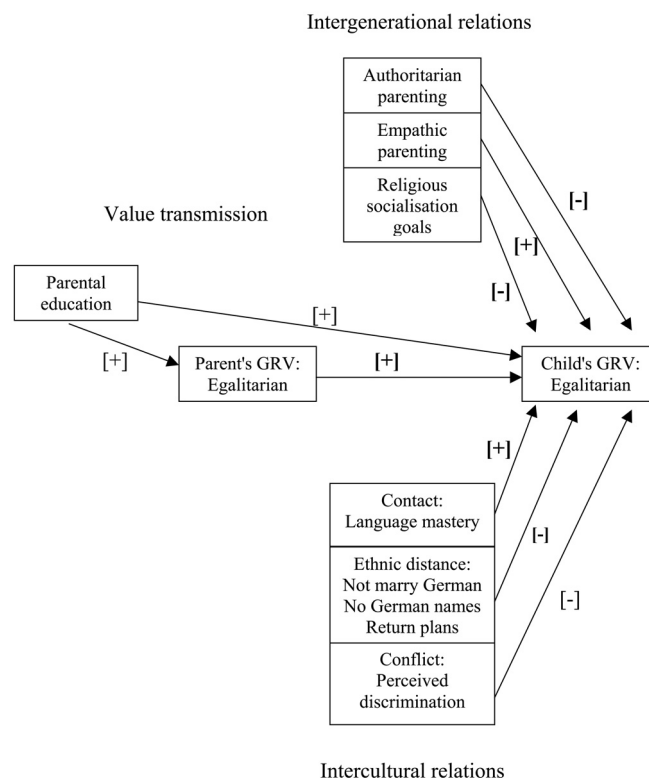 Intergenerational relations
Authoritarian
parenting
Empathic
parenting
Religious
socialisation
goals
[-]
[+]
[-]
Value transmission
Parental
education
[+]
[+]
Parent's GRV:
Egalitarian
[+]
Child's GRV:
Egalitarian
[+]
Contact:
Language mastery
[-]
Ethnic distance:
Not marry German
No German names
Return plans
[-]
Conflict:
Perceived
discrimination
Intercultural relations